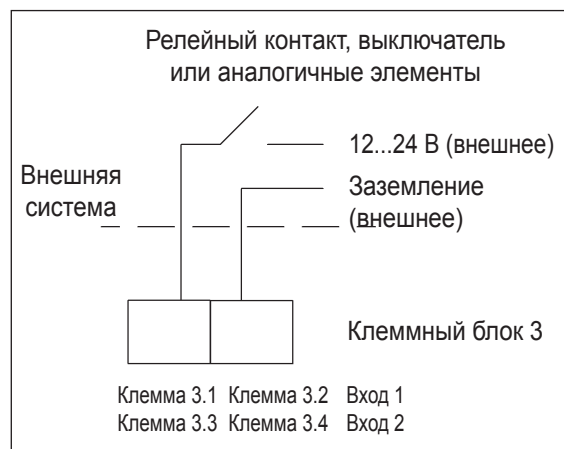 Релейный контакт, выключатель
или аналогичные элементы
12...24 В (внешнее)
Внешняя
система
Заземление
(внешнее)
Клеммный блок 3
Клемма 3.1 Клемма 3.2 Вход 1
Клемма 3.3 Клемма 3.4 Вход 2